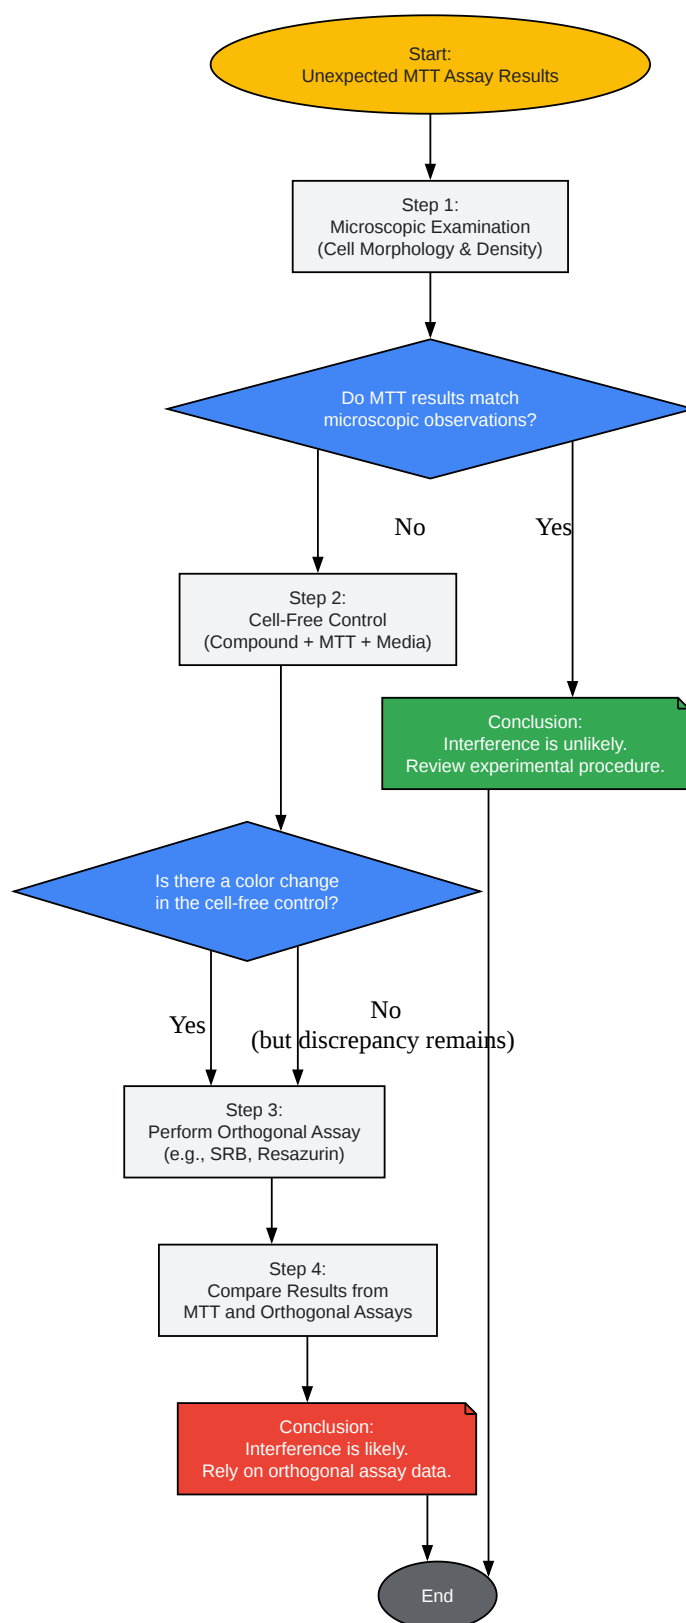 Start:
Unexpected MTT Assay Results
Step 1:
Microscopic Examination
(Cell Morphology & Density)
Do MTT results match
microscopic observations?
No
Yes
Step 2:
Cell-Free Control
(Compound + MTT + Media)
Conclusion:
Interference is unlikely.
Review experimental procedure.
Is there a color change
in the cell-free control?
Yes
No
(but discrepancy remains)
Step 3:
Perform Orthogonal Assay
(e.g., SRB, Resazurin)
Step 4:
Compare Results from
MTT and Orthogonal Assays
Conclusion:
Interference is likely.
Rely on orthogonal assay data.
End